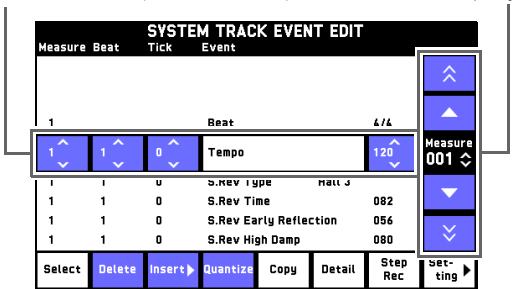 SYSTEM TRACK EVENT EDIT
Measure Beat Tick Event
1 Beat 4/4
1 1 0 Tempo 120
Measure
001
1 1 0 S.Rev Type Hall 3
1 1 0 S.Rev Time 082
1 1 0 S.Rev Early Reflection 056
1 1 0 S.Rev High Damp 080
Select Delete Insert Quantize Copy Detail Step Rec Set-ting